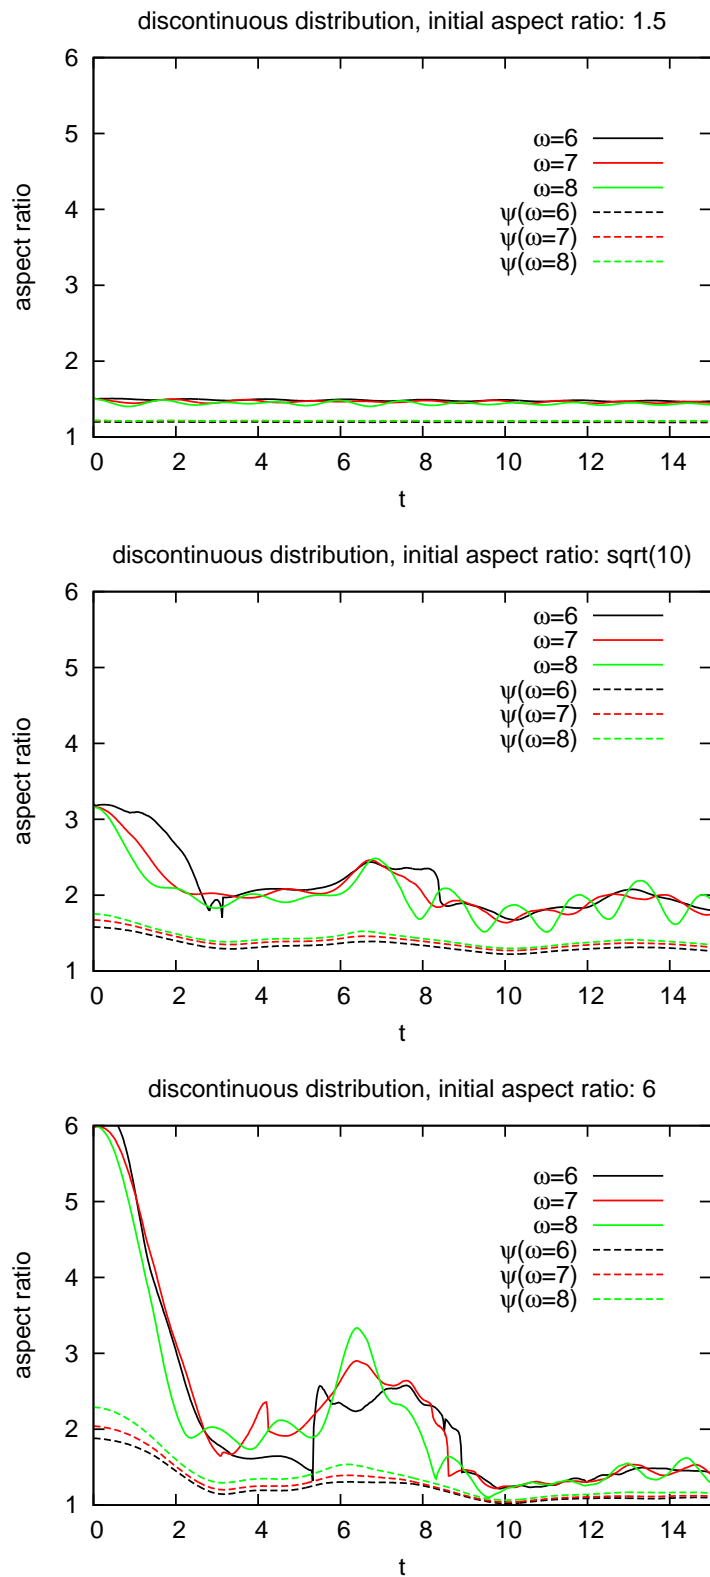 discontinuous distribution, initial aspect ratio: 1.5
6
5
4
3
2
1
aspect ratio
ω=6
ω=7
ω=8
ψ(ω=6)
ψ(ω=7)
ψ(ω=8)
0 2 4 6 8 10 12 14
t
discontinuous distribution, initial aspect ratio: sqrt(10)
6
5
4
3
2
1
aspect ratio
ω=6
ω=7
ω=8
ψ(ω=6)
ψ(ω=7)
ψ(ω=8)
0 2 4 6 8 10 12 14
t
discontinuous distribution, initial aspect ratio: 6
6
5
4
3
2
1
aspect ratio
ω=6
ω=7
ω=8
ψ(ω=6)
ψ(ω=7)
ψ(ω=8)
0 2 4 6 8 10 12 14
t